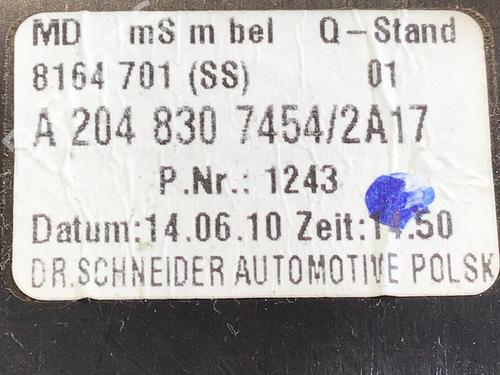 MD mS m bel Q-Stand
8164 701 (SS) 01
A 204 830 7454/2A17
P.Nr.: 1243
Datum:14.06.10 Zeit:14.50
DR.SCHNEIDER AUTOMOTIVE POLSK